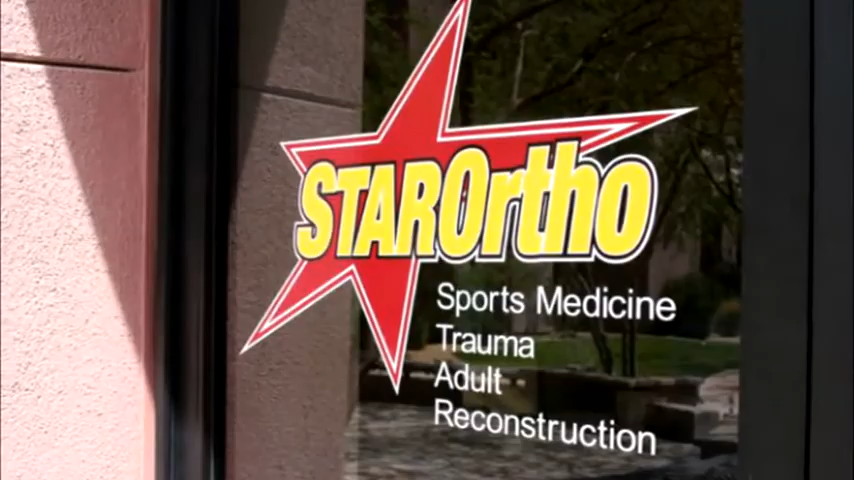 STAROrtho
Sports Medicine
Trauma
Adult
Reconstruction